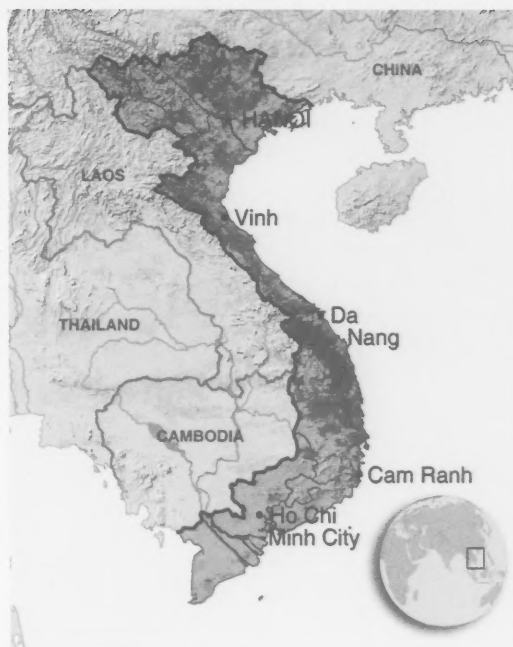 CHINA
HANOI
LAOS
Vinh
THAILAND
Da
Nang
CAMBODIA
Cam Ranh
Ho Chi
Minh City